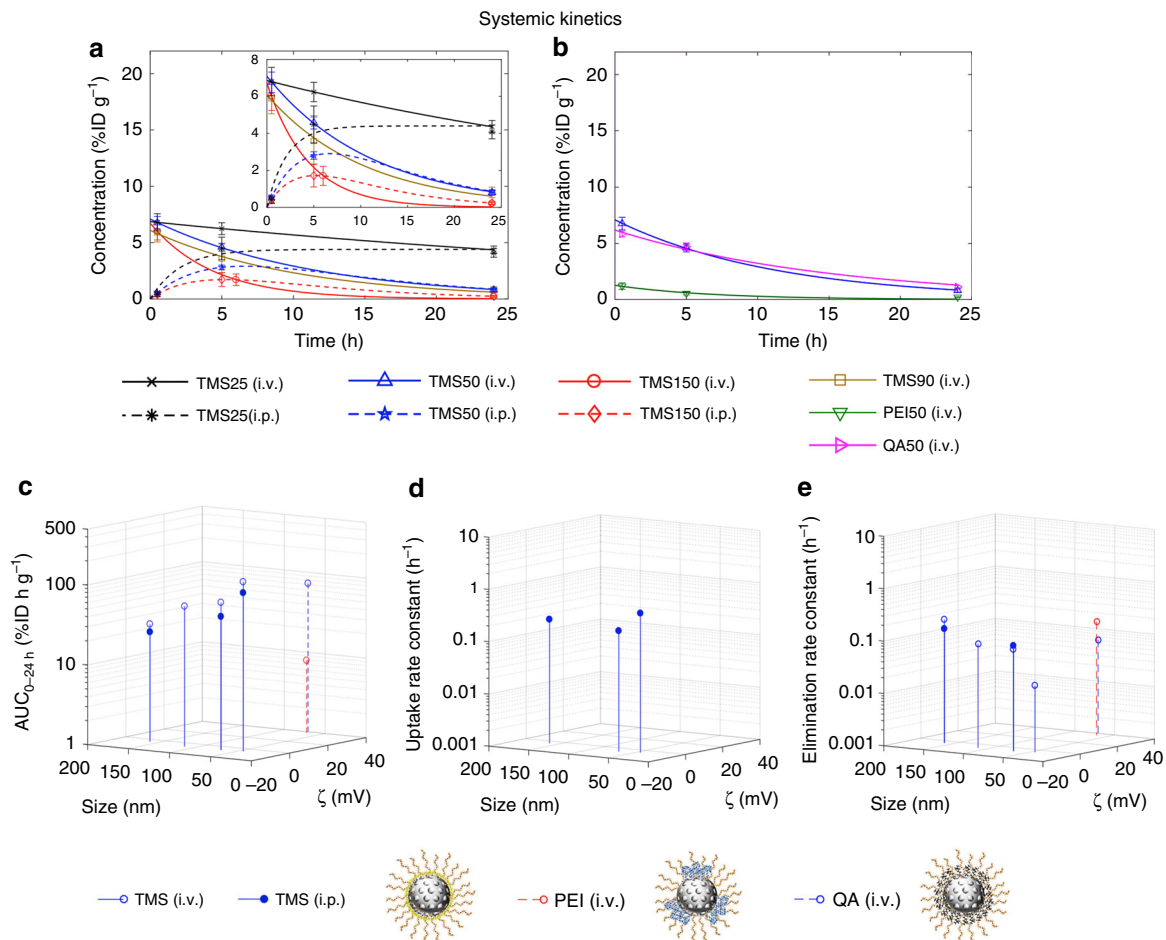 Systemic kinetics
a
b
Concentration (%ID g⁻¹)
20
15
10
5
0
8
6
4
2
0
0 5 10 15 20 25
0 5 10 15 20 25
Time (h)
Concentration (%ID g⁻¹)
20
15
10
5
0
0 5 10 15 20 25
Time (h)
TMS25 (i.v.) TMS50 (i.v.) TMS150 (i.v.) TMS90 (i.v.)
TMS25(i.p.) TMS50 (i.p.) TMS150 (i.p.) PEI50 (i.v.)
QA50 (i.v.)
c
d
e
AUC₀₋₂₄ ₕ (%ID h g⁻¹)
500
100
10
1
200 150 100 50 0 –20 0 20 40
Size (nm) ζ (mV)
Uptake rate constant (h⁻¹)
10
1
0.1
0.01
0.001
200 150 100 50 0 –20 0 20 40
Size (nm) ζ (mV)
Elimination rate constant (h⁻¹)
10
1
0.1
0.01
0.001
200 150 100 50 0 –20 0 20 40
Size (nm) ζ (mV)
TMS (i.v.) TMS (i.p.) PEI (i.v.) QA (i.v.)